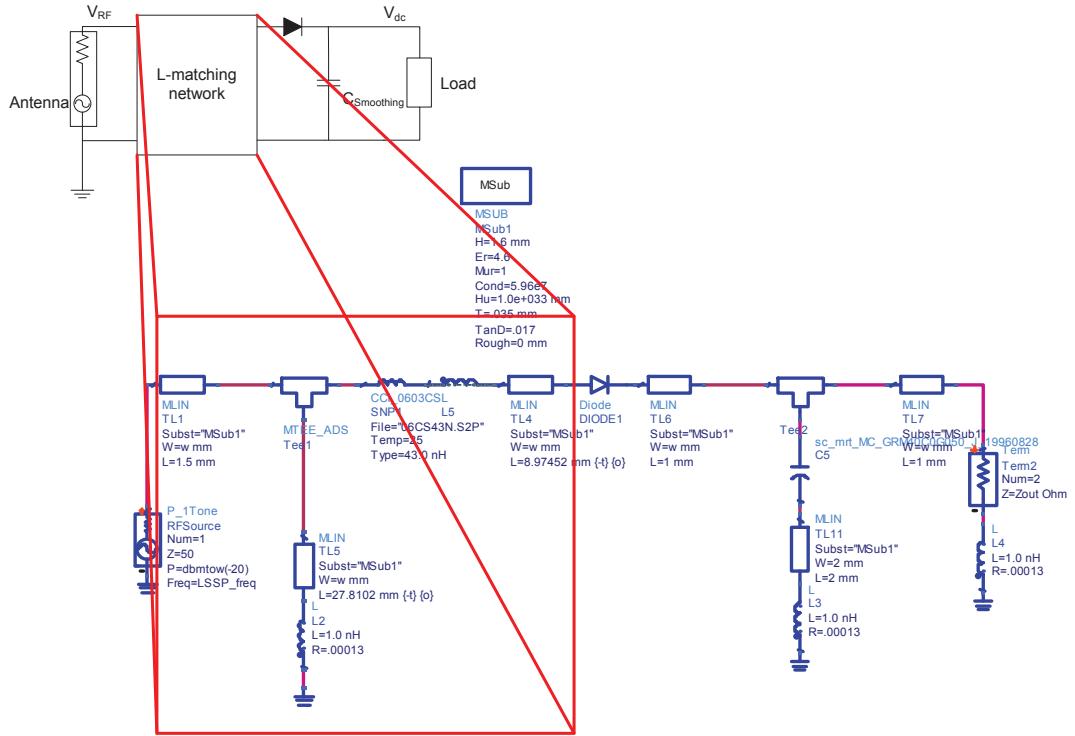 V_RF
V_dc
L-matching
network
Antenna
C_Smoothing
Load
MSub
MSUB
MSub1
H=1.6 mm
Er=4.6
Mur=1
Cond=5.96e7
Hu=1.0e+033 mm
T=.035 mm
TanD=.017
Rough=0 mm
MLIN
TL1
Subst="MSub1"
W=w mm
L=1.5 mm
MTEE_ADS
Tee1
CCI_0603CSL
SNP1
File="06CS43N.S2P"
Temp=25
Type=43.0 nH
L5
MLIN
TL4
Subst="MSub1"
W=w mm
L=8.97452 mm {-t} {o}
Diode
DIODE1
MLIN
TL6
Subst="MSub1"
W=w mm
L=1 mm
Tee2
MLIN
TL7
Subst="MSub1"
W=w mm
L=1 mm
C5
Term
Term2
Num=2
Z=Zout Ohm
P_1Tone
RFSource
Num=1
Z=50
P=dbmtow(-20)
Freq=LSSP_freq
MLIN
TL5
Subst="MSub1"
W=w mm
L=27.8102 mm {-t} {o}
L
L2
L=1.0 nH
R=.00013
MLIN
TL11
Subst="MSub1"
W=2 mm
L=2 mm
L
L3
L=1.0 nH
R=.00013
L
L4
L=1.0 nH
R=.00013